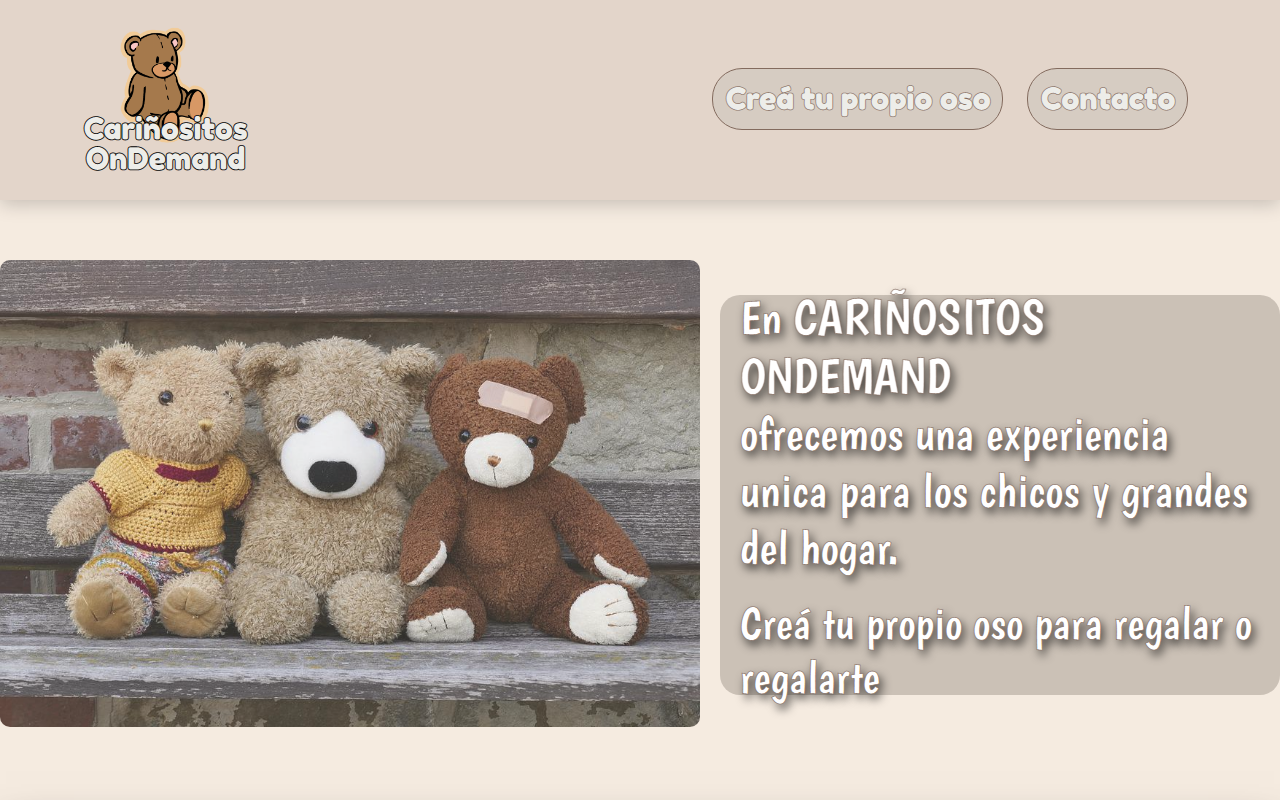 Cariñositos
OnDemand
Creá tu propio oso
Contacto
En CARIÑOSITOS
ONDEMAND
ofrecemos una experiencia
unica para los chicos y grandes
del hogar.
Creá tu propio oso para regalar o
regalarte